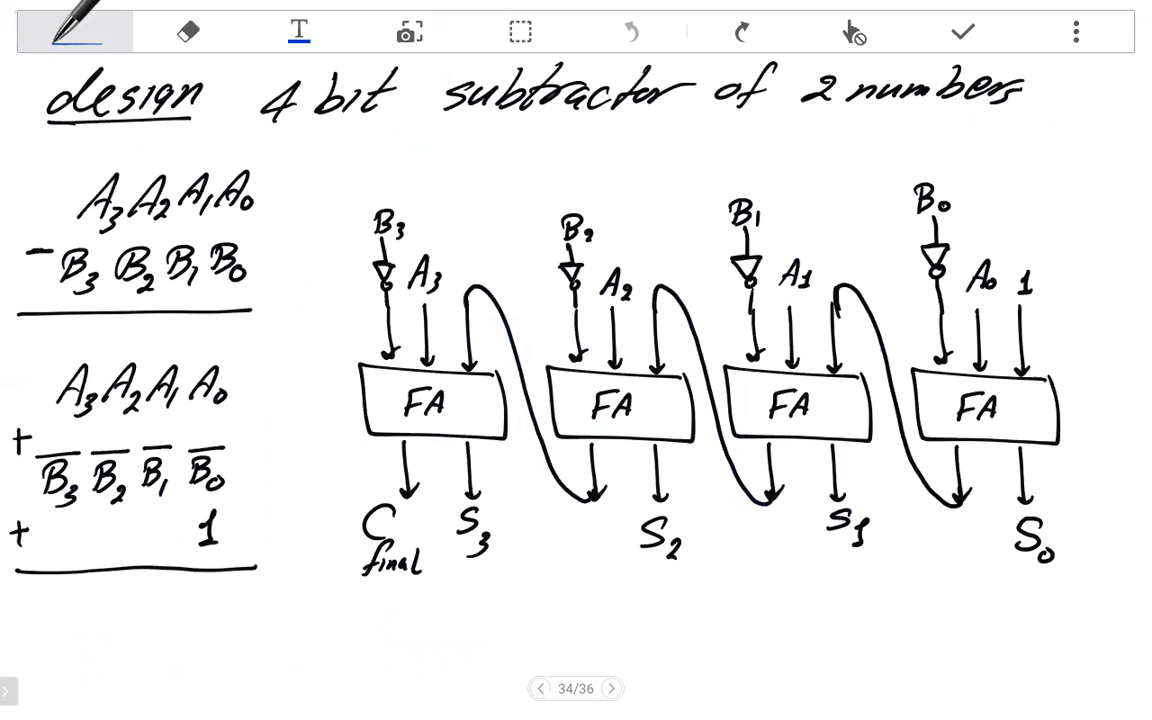 T
design 4 bit subtractor of 2 numbers
A3 A2 A1 A0
- B3 B2 B1 B0
A3 A2 A1 A0
+ B̅3 B̅2 B̅1 B̅0
+ 1
B3 B2 B1 B0
A3 A2 A1 A0 1
FA FA FA FA
C final S3 S2 S1 S0
34/36